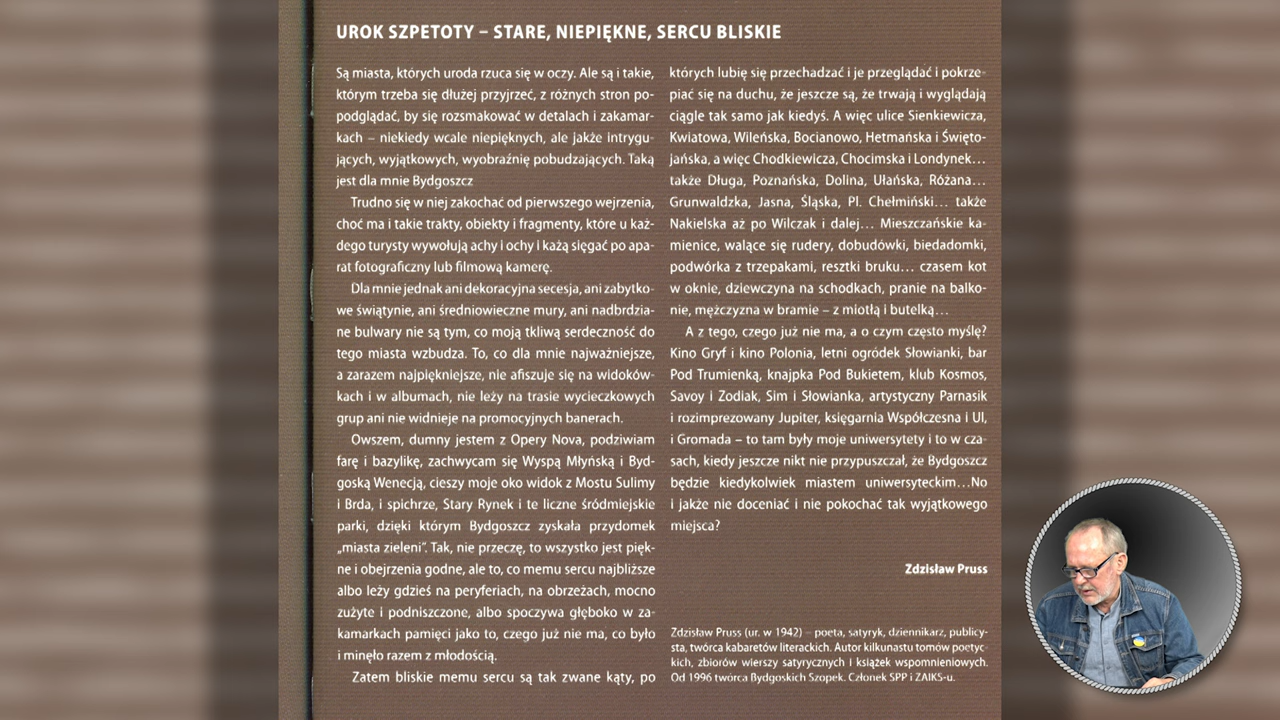 UROK SZPETOTY – STARE, NIEPIĘKNE, SERCU BLISKIE
Są miasta, których uroda rzuca się w oczy. Ale są i takie,
którym trzeba się dłużej przyjrzeć, z różnych stron po-
podglądać, by się rozsmakować w detalach i zakamar-
kach – niekiedy wcale niepięknych, ale jakże intrygu-
jących, wyjątkowych, wyobraźnię pobudzających. Taką
jest dla mnie Bydgoszcz
Trudno się w niej zakochać od pierwszego wejrzenia,
choć ma i takie trakty, obiekty i fragmenty, które u każ-
dego turysty wywołują achy i ochy i każą sięgać po apa-
rat fotograficzny lub filmową kamerę.
Dla mnie jednak ani dekoracyjna secesja, ani zabytko-
we świątynie, ani średniowieczne mury, ani nadbrdzia-
ne bulwary nie są tym, co moją tkliwą serdeczność do
tego miasta wzbudza. To, co dla mnie najważniejsze,
a zarazem najpiękniejsze, nie afiszuje się na widoków-
kach i w albumach, nie leży na trasie wycieczkowych
grup ani nie widnieje na promocyjnych banerach.
Owszem, dumny jestem z Opery Nova, podziwiam
farę i bazylikę, zachwycam się Wyspą Młyńską i Byd-
goską Wenecją, cieszy moje oko widok z Mostu Sulimy
i Brda, i spichrze, Stary Rynek i te liczne śródmiejskie
parki, dzięki którym Bydgoszcz zyskała przydomek
„miasta zieleni”. Tak, nie przeczę, to wszystko jest pięk-
ne i obejrzenia godne, ale to, co memu sercu najbliższe
albo leży gdzieś na peryferiach, na obrzeżach, mocno
zużyte i podniszczone, albo spoczywa głęboko w za-
kamarkach pamięci jako to, czego już nie ma, co było
i minęło razem z młodością.
Zatem bliskie memu sercu są tak zwane kąty, po
których lubię się przechadzać i je przeglądać i pokrze-
piać się na duchu, że jeszcze są, że trwają i wyglądają
ciągle tak samo jak kiedyś. A więc ulice Sienkiewicza,
Kwiatowa, Wileńska, Bocianowo, Hetmańska i Święto-
jańska, a więc Chodkiewicza, Chocimska i Londynek…
także Długa, Poznańska, Dolina, Ułańska, Różana…
Grunwaldzka, Jasna, Śląska, Pl. Chełmiński… także
Nakielska aż po Wilczak i dalej… Mieszczańskie ka-
mienice, walące się rudery, dobudówki, biedadomki,
podwórka z trzepakami, resztki bruku… czasem kot
w oknie, dziewczyna na schodkach, pranie na balko-
nie, mężczyzna w bramie – z miotłą i butelką…
A z tego, czego już nie ma, a o czym często myślę?
Kino Gryf i kino Polonia, letni ogródek Słowianki, bar
Pod Trumienką, knajpka Pod Bukietem, klub Kosmos,
Savoy i Zodiak, Sim i Słowianka, artystyczny Parnasik
i rozimprezowany Jupiter, księgarnia Współczesna i Ul,
i Gromada – to tam były moje uniwersytety i to w cza-
sach, kiedy jeszcze nikt nie przypuszczał, że Bydgoszcz
będzie kiedykolwiek miastem uniwersyteckim…No
i jakże nie doceniać i nie pokochać tak wyjątkowego
miejsca?
Zdzisław Pruss
Zdzisław Pruss (ur. w 1942) – poeta, satyryk, dziennikarz, publicy-
sta, twórca kabaretów literackich. Autor kilkunastu tomów poetyc-
kich, zbiorów wierszy satyrycznych i książek wspomnieniowych.
Od 1996 twórca Bydgoskich Szopek. Członek SPP i ZAIKS-u.